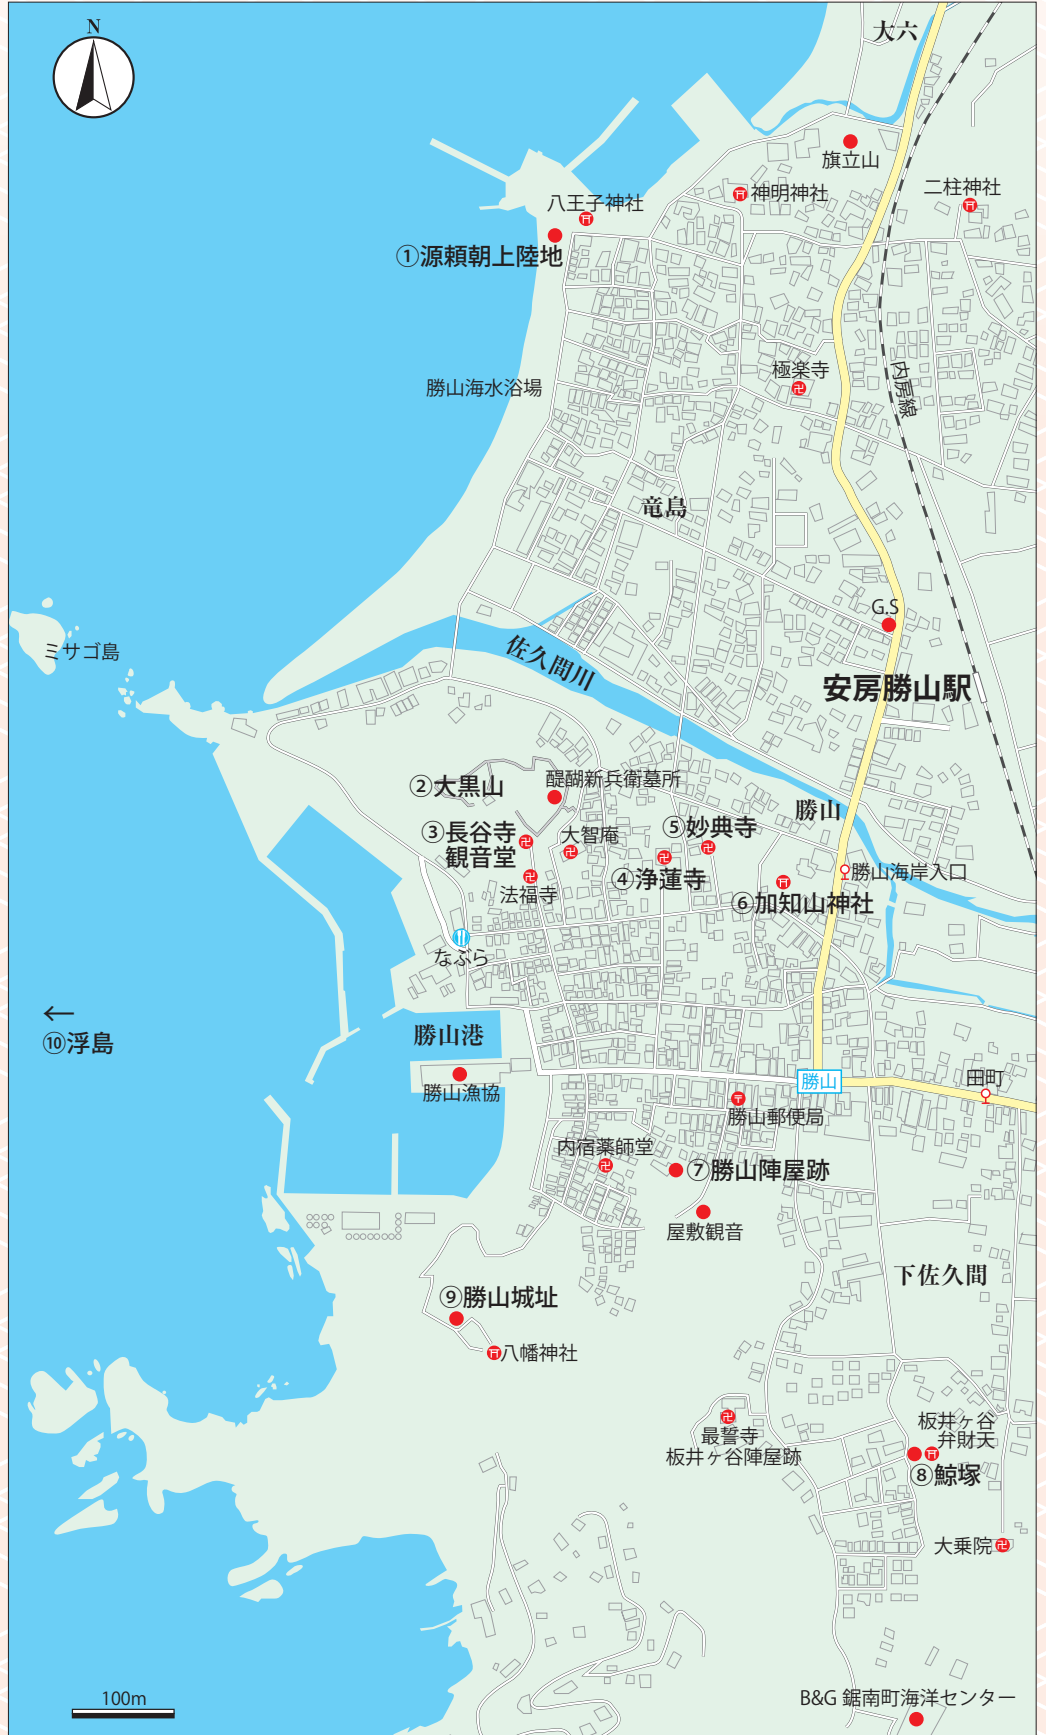 N
大六
旗立山
神明神社
二柱神社
八王子神社
①源頼朝上陸地
極楽寺
内房線
勝山海水浴場
竜島
G.S
佐久間川
ミサゴ島
安房勝山駅
②大黒山
醍醐新兵衛墓所
勝山
③長谷寺
観音堂
大智庵
⑤妙典寺
④浄蓮寺
法福寺
勝山海岸入口
⑥加知山神社
なぶら
←
⑩浮島
勝山港
勝山漁協
勝山
田町
勝山郵便局
内宿薬師堂
⑦勝山陣屋跡
屋敷観音
下佐久間
⑨勝山城址
八幡神社
最誓寺
板井ヶ谷陣屋跡
板井ヶ谷
弁財天
⑧鯨塚
大乗院
B&G 鋸南町海洋センター
100m